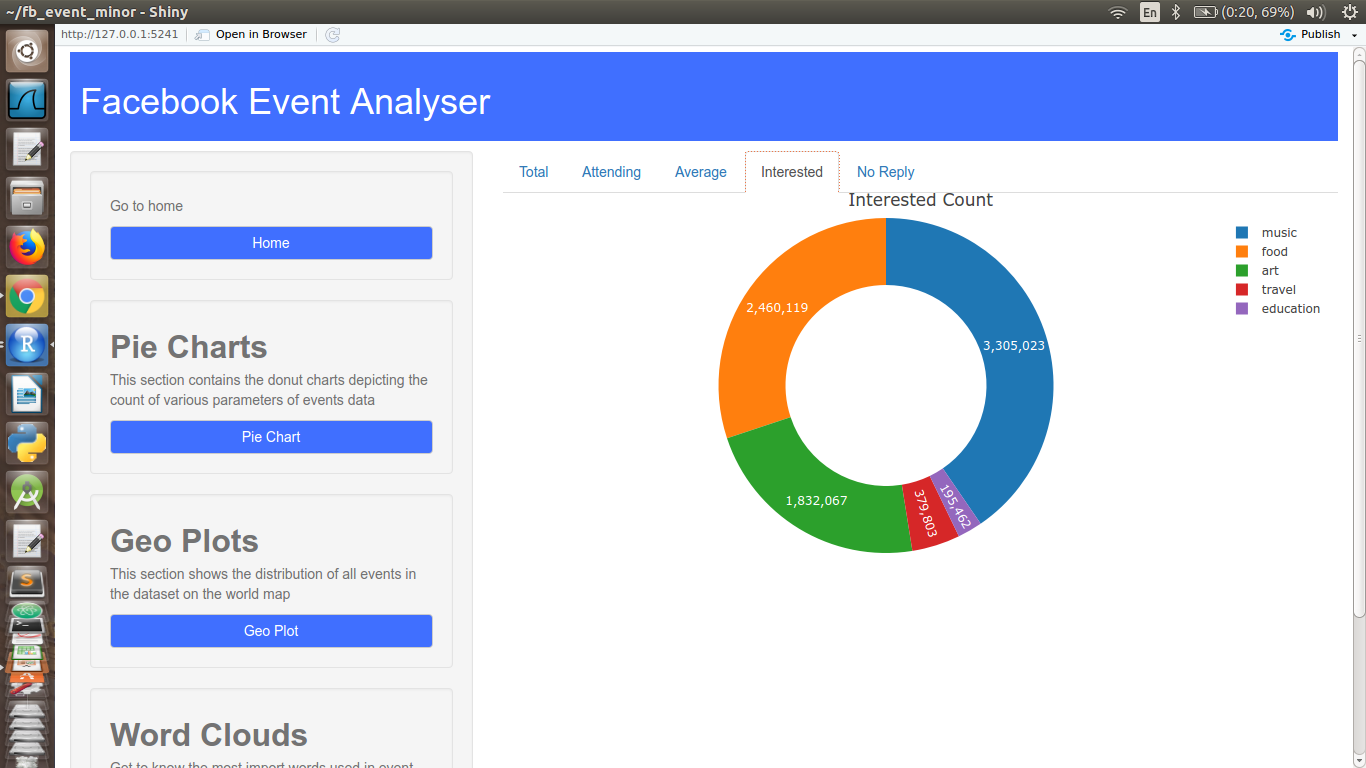 ~/fb_event_minor - Shiny
En
(0:20, 69%)
http://127.0.0.1:5241
Open in Browser
Publish
Facebook Event Analyser
Go to home
Home
Pie Charts
This section contains the donut charts depicting the
count of various parameters of events data
Pie Chart
Geo Plots
This section shows the distribution of all events in
the dataset on the world map
Geo Plot
Word Clouds
Got to know the most import words used in event
Total
Attending
Average
Interested
No Reply
Interested Count
music
food
art
travel
education
2,460,119
3,305,023
1,832,067
379,803
195,462